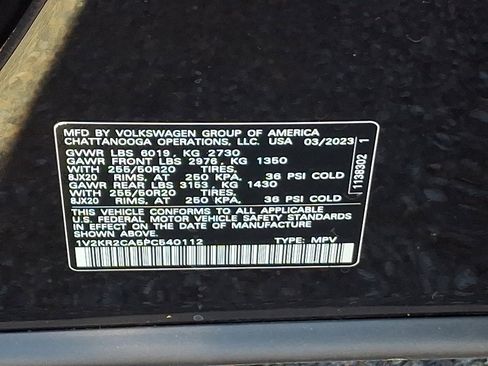 MFD BY VOLKSWAGEN GROUP OF AMERICA
CHATTANOOGA OPERATIONS, LLC. USA 03/2023
GVWR LBS 6019, KG 2730
GAWR FRONT LBS 2976, KG 1350
WITH 255/50R20 TIRES,
8JX20 RIMS, AT 250 KPA, 36 PSI COLD
GAWR REAR LBS 3153, KG 1430
WITH 255/50R20 TIRES,
8JX20 RIMS, AT 250 KPA, 36 PSI COLD
THIS VEHICLE CONFORMS TO ALL APPLICABLE
U.S. FEDERAL MOTOR VEHICLE SAFETY STANDARDS
IN EFFECT ON THE DATE OF MANUFACTURE
SHOWN ABOVE.
1V2KR2CA5PC540112 TYPE: MPV
1138302 1